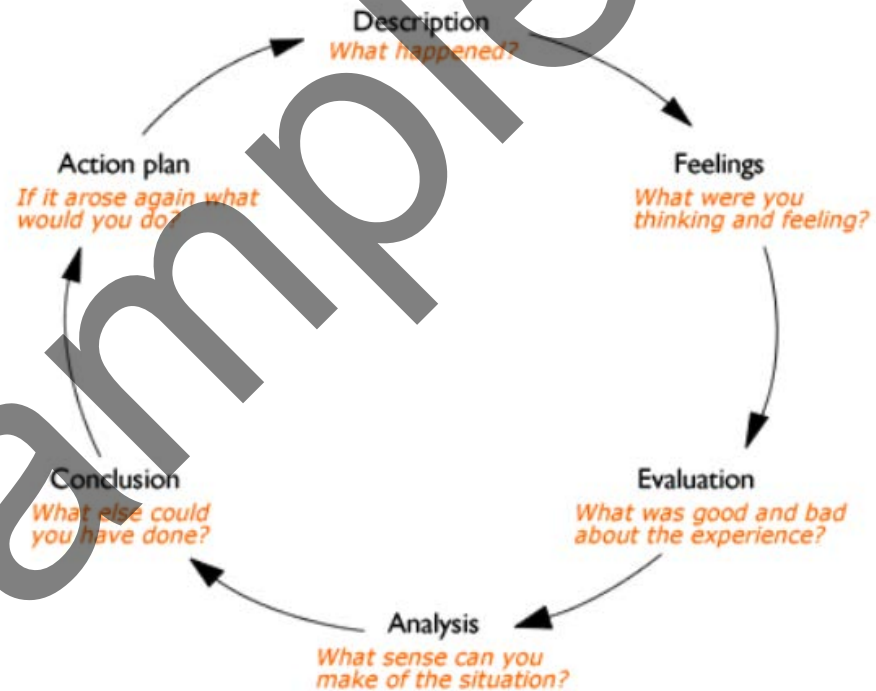 Description
What happened?
Feelings
What were you
thinking and feeling?
Evaluation
What was good and bad
about the experience?
Analysis
What sense can you
make of the situation?
Conclusion
What else could
you have done?
Action plan
If it arose again what
would you do?
ample